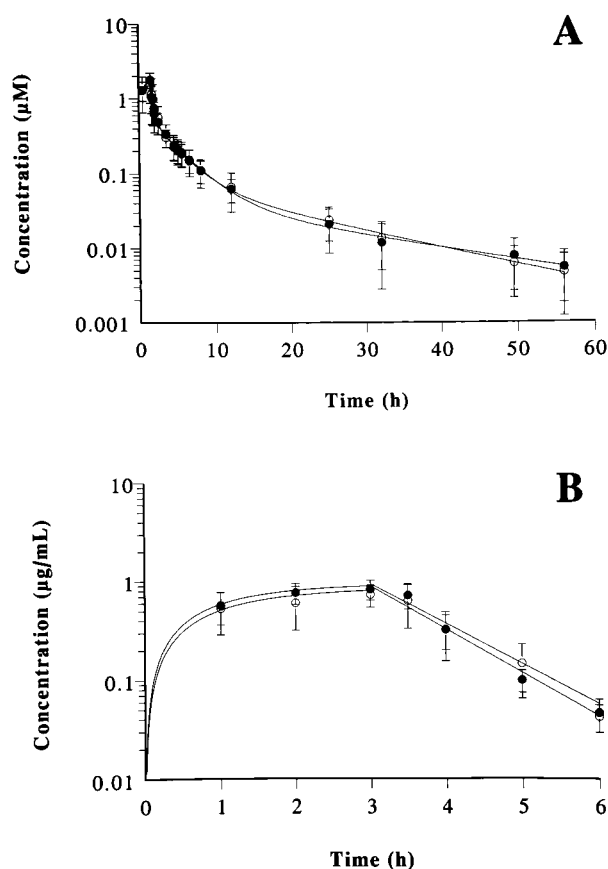 A
Concentration (µM)
10
1
0.1
0.01
0.001
0 10 20 30 40 50 60
Time (h)
B
Concentration (µg/mL)
10
1
0.1
0.01
0 1 2 3 4 5 6
Time (h)